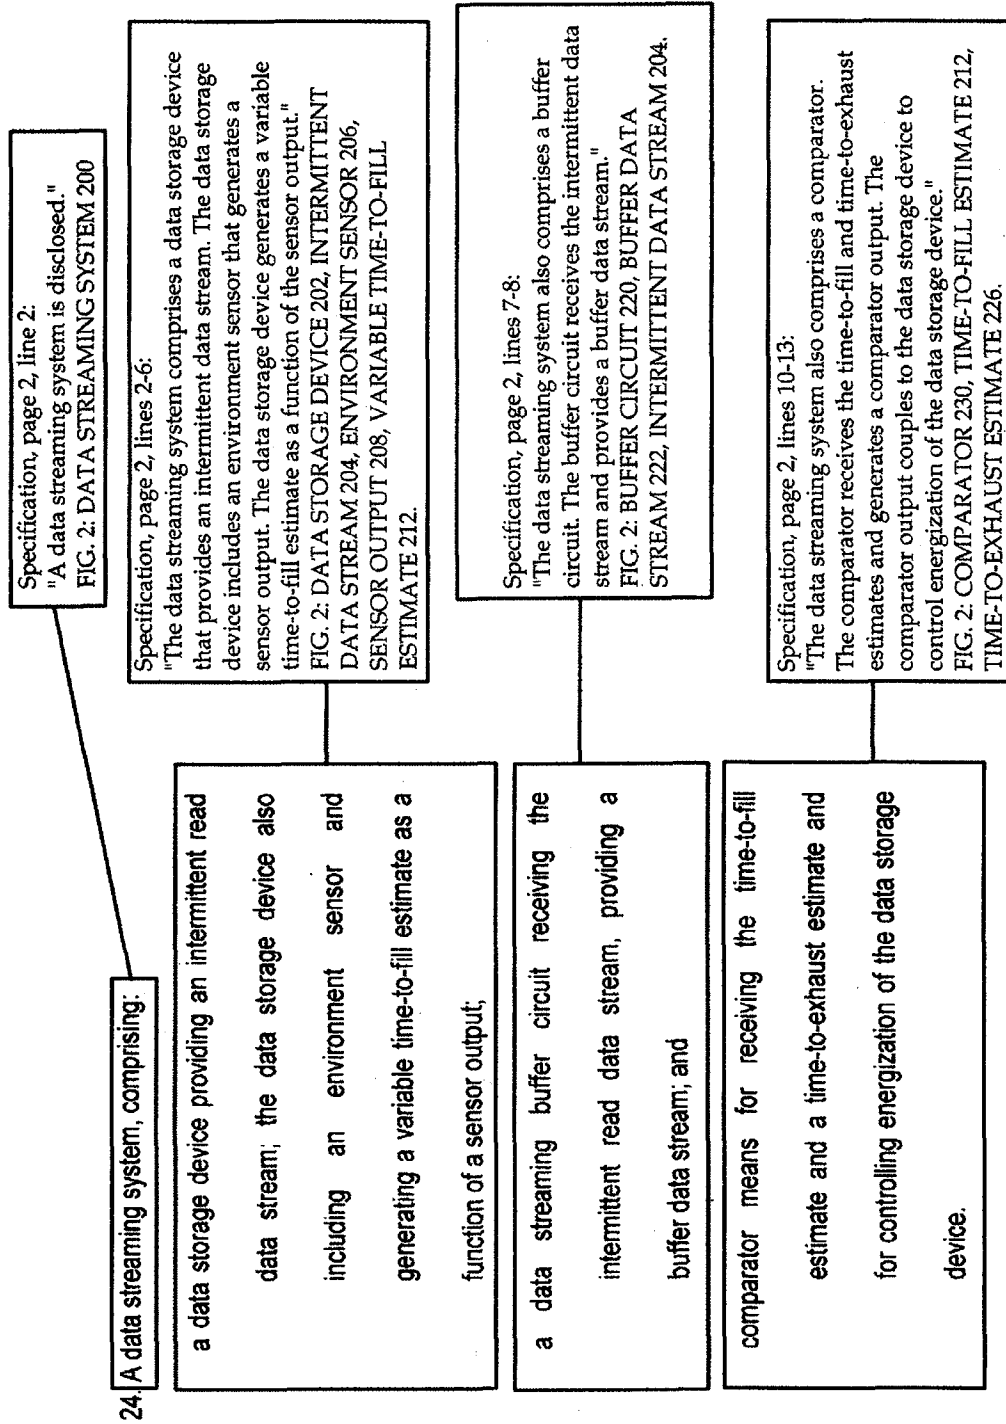 24. A data streaming system, comprising:
a data storage device providing an intermittent read
data stream; the data storage device also
including an environment sensor and
generating a variable time-to-fill estimate as a
function of a sensor output;
a data streaming buffer circuit receiving the
intermittent read data stream, providing a
buffer data stream; and
comparator means for receiving the time-to-fill
estimate and a time-to-exhaust estimate and
for controlling energization of the data storage
device.
Specification, page 2, line 2:
"A data streaming system is disclosed."
FIG. 2: DATA STREAMING SYSTEM 200
Specification, page 2, lines 2-6:
"The data streaming system comprises a data storage device
that provides an intermittent data stream. The data storage
device includes an environment sensor that generates a
sensor output. The data storage device generates a variable
time-to-fill estimate as a function of the sensor output."
FIG. 2: DATA STORAGE DEVICE 202, INTERMITTENT
DATA STREAM 204, ENVIRONMENT SENSOR 206,
SENSOR OUTPUT 208, VARIABLE TIME-TO-FILL
ESTIMATE 212.
Specification, page 2, lines 7-8:
"The data streaming system also comprises a buffer
circuit. The buffer circuit receives the intermittent data
stream and provides a buffer data stream."
FIG. 2: BUFFER CIRCUIT 220, BUFFER DATA
STREAM 222, INTERMITTENT DATA STREAM 204.
Specification, page 2, lines 10-13:
"The data streaming system also comprises a comparator.
The comparator receives the time-to-fill and time-to-exhaust
estimates and generates a comparator output. The
comparator output couples to the data storage device to
control energization of the data storage device."
FIG. 2: COMPARATOR 230, TIME-TO-FILL ESTIMATE 212,
TIME-TO-EXHAUST ESTIMATE 226.